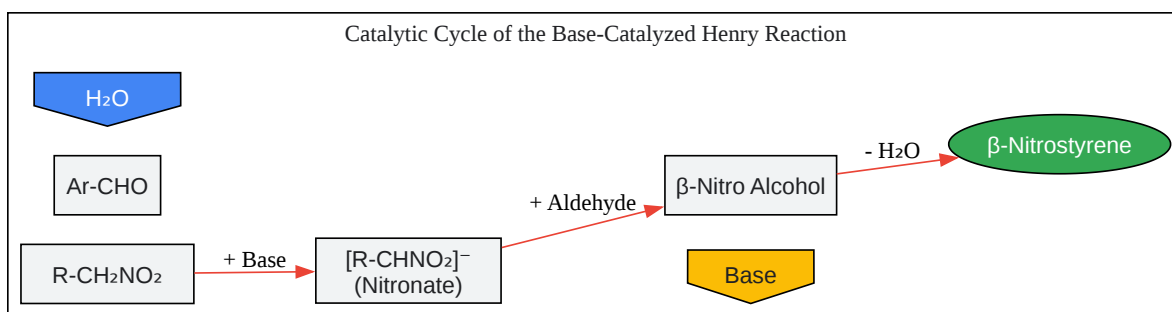 Catalytic Cycle of the Base-Catalyzed Henry Reaction
H₂O
Ar-CHO
R-CH₂NO₂
+ Base
[R-CHNO₂]⁻
(Nitronate)
+ Aldehyde
β-Nitro Alcohol
- H₂O
β-Nitrostyrene
Base